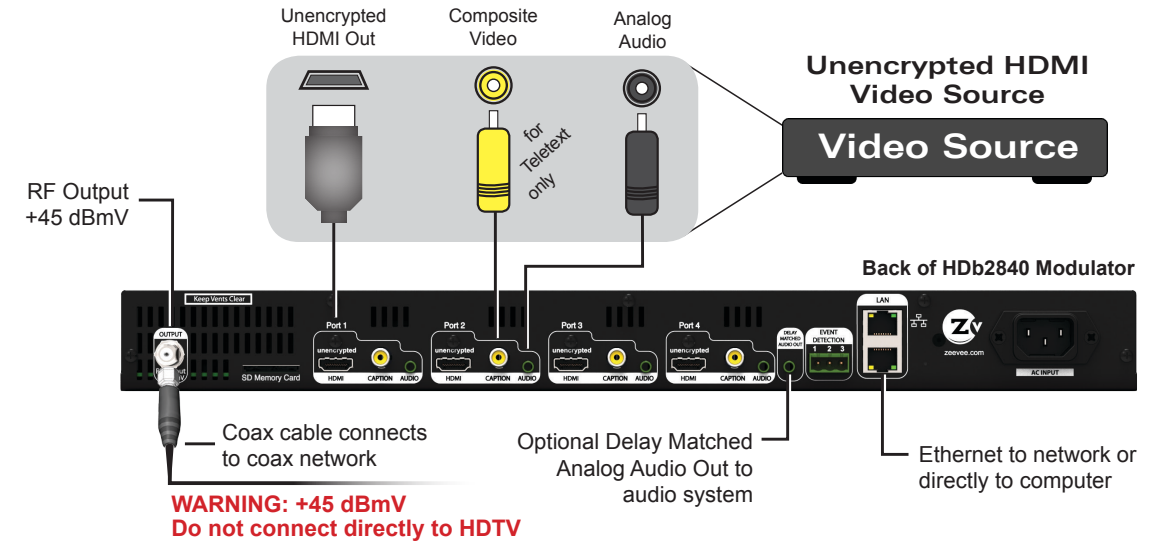 Unencrypted
HDMI Out
Composite
Video
Analog
Audio
for
Teletext
only
Unencrypted HDMI
Video Source
Video Source
RF Output
+45 dBmV
Back of HDb2840 Modulator
Keep Vents Clear
OUTPUT
SD Memory Card
Port 1
unencrypted
HDMI
CAPTION
AUDIO
Port 2
unencrypted
HDMI
CAPTION
AUDIO
Port 3
unencrypted
HDMI
CAPTION
AUDIO
Port 4
unencrypted
HDMI
CAPTION
AUDIO
DELAY
MATCHED
AUDIO OUT
EVENT
DETECTION
1 2 3
LAN
Zv
zeevee.com
AC INPUT
Coax cable connects
to coax network
WARNING: +45 dBmV
Do not connect directly to HDTV
Optional Delay Matched
Analog Audio Out to
audio system
Ethernet to network or
directly to computer